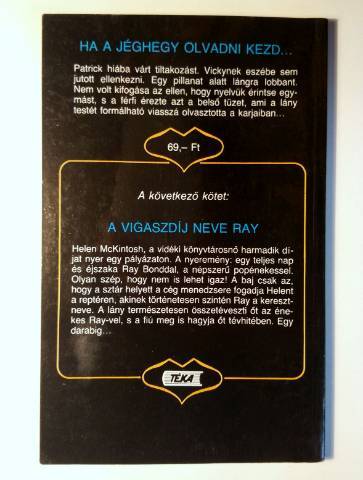 HA A JÉGHEGY OLVADNI KEZD...
Patrick hiába várt tiltakozást. Vickynek eszébe sem
jutott ellenkezni. Egy pillanat alatt lángra lobbant.
Nem volt kifogása az ellen, hogy nyelvük érintse egy-
mást, s a férfi érezte azt a belső tüzet, ami a lány
testét formálható viasszá olvasztotta a karjaiban...
69,– Ft
A következő kötet:
A VIGASZDÍJ NEVE RAY
Helen McKintosh, a vidéki könyvtárosnő harmadik dí-
jat nyer egy pályázaton. A nyeremény: egy teljes nap
és éjszaka Ray Bonddal, a népszerű popénekessel.
Olyan szép, hogy nem is lehet igaz! A baj csak az,
hogy a sztár helyett a cég menedzsere fogadja Helent
a reptéren, akinek történetesen szintén Ray a kereszt-
neve. A lány természetesen összetéveszti őt az éne-
kes Ray-vel, s a fiú meg is hagyja őt tévhitében. Egy
darabig...
TÉKA